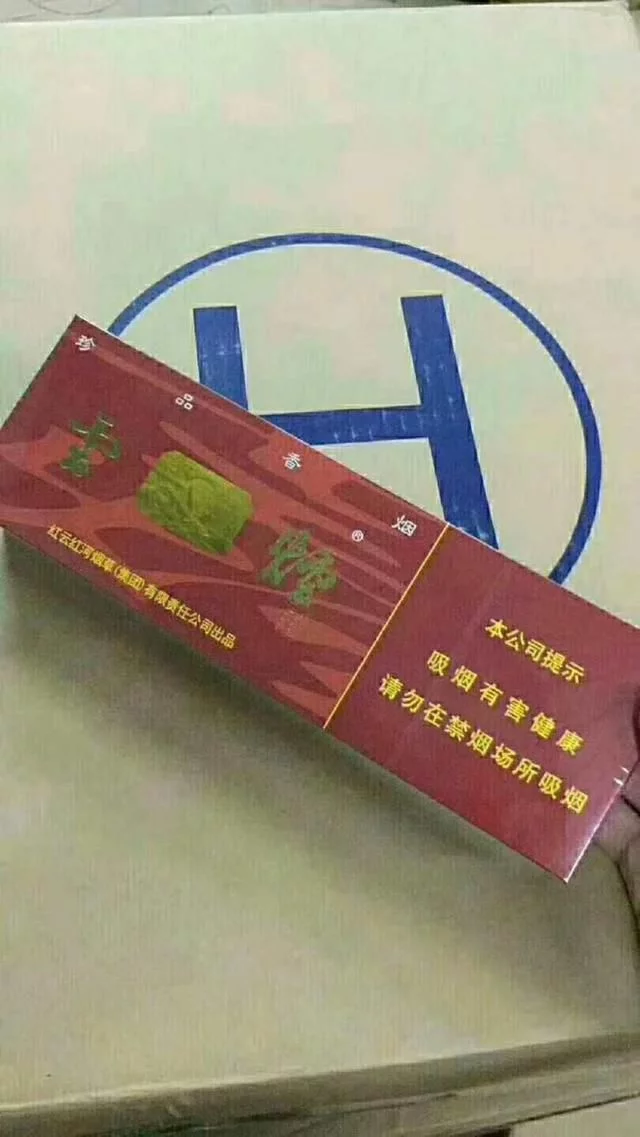 珍品香烟
云烟®
红云红河烟草(集团)有限责任公司出品
本公司提示
吸烟有害健康
请勿在禁烟场所吸烟
H